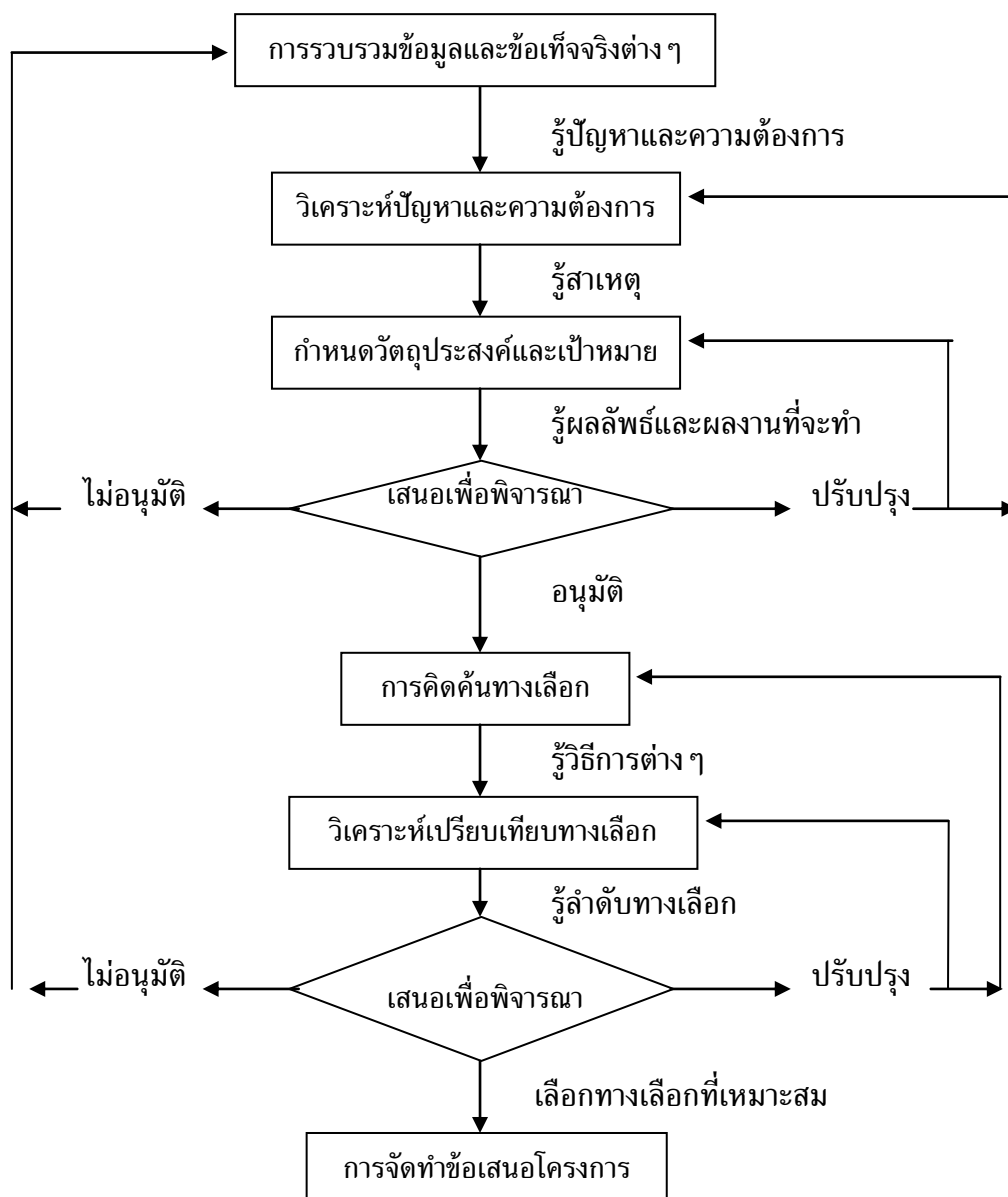 การรวบรวมข้อมูลและข้อเท็จจริงต่าง ๆ
รู้ปัญหาและความต้องการ
วิเคราะห์ปัญหาและความต้องการ
รู้สาเหตุ
กำหนดวัตถุประสงค์และเป้าหมาย
รู้ผลลัพธ์และผลงานที่จะทำ
ไม่อนุมัติ
เสนอเพื่อพิจารณา
ปรับปรุง
อนุมัติ
การคิดค้นทางเลือก
รู้วิธีการต่าง ๆ
วิเคราะห์เปรียบเทียบทางเลือก
รู้ลำดับทางเลือก
ไม่อนุมัติ
เสนอเพื่อพิจารณา
ปรับปรุง
เลือกทางเลือกที่เหมาะสม
การจัดทำข้อเสนอโครงการ